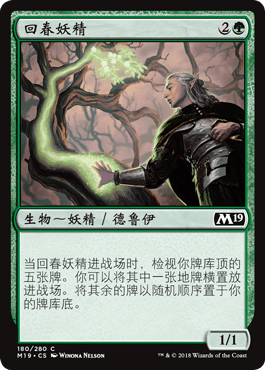 回春妖精 2
生物~妖精 / 德鲁伊 M19
当回春妖精进战场时，检视你牌库顶的
五张牌。你可以将其中一张地牌横置放
进战场。将其余的牌以随机顺序置于你
的牌库底。
1/1
180/280 C
M19 • CS WINONA NELSON ™ & © 2018 Wizards of the Coast